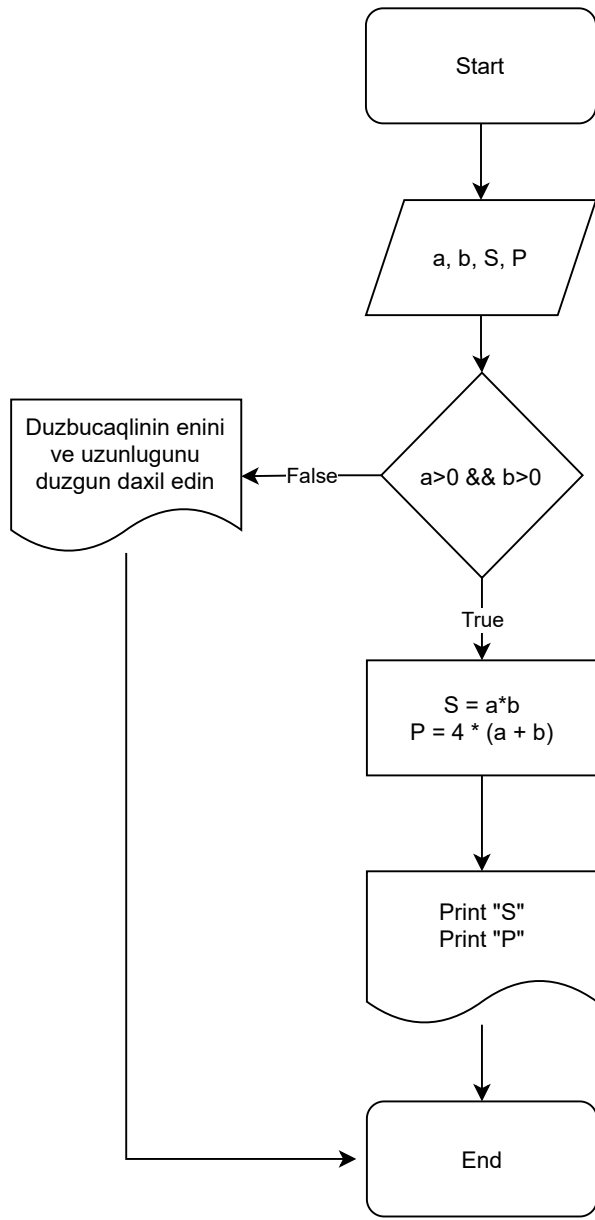 Start
a, b, S, P
a>0 && b>0
False
Duzbucaqlinin enini
ve uzunlugunu
duzgun daxil edin
True
S = a*b
P = 4 * (a + b)
Print "S"
Print "P"
End